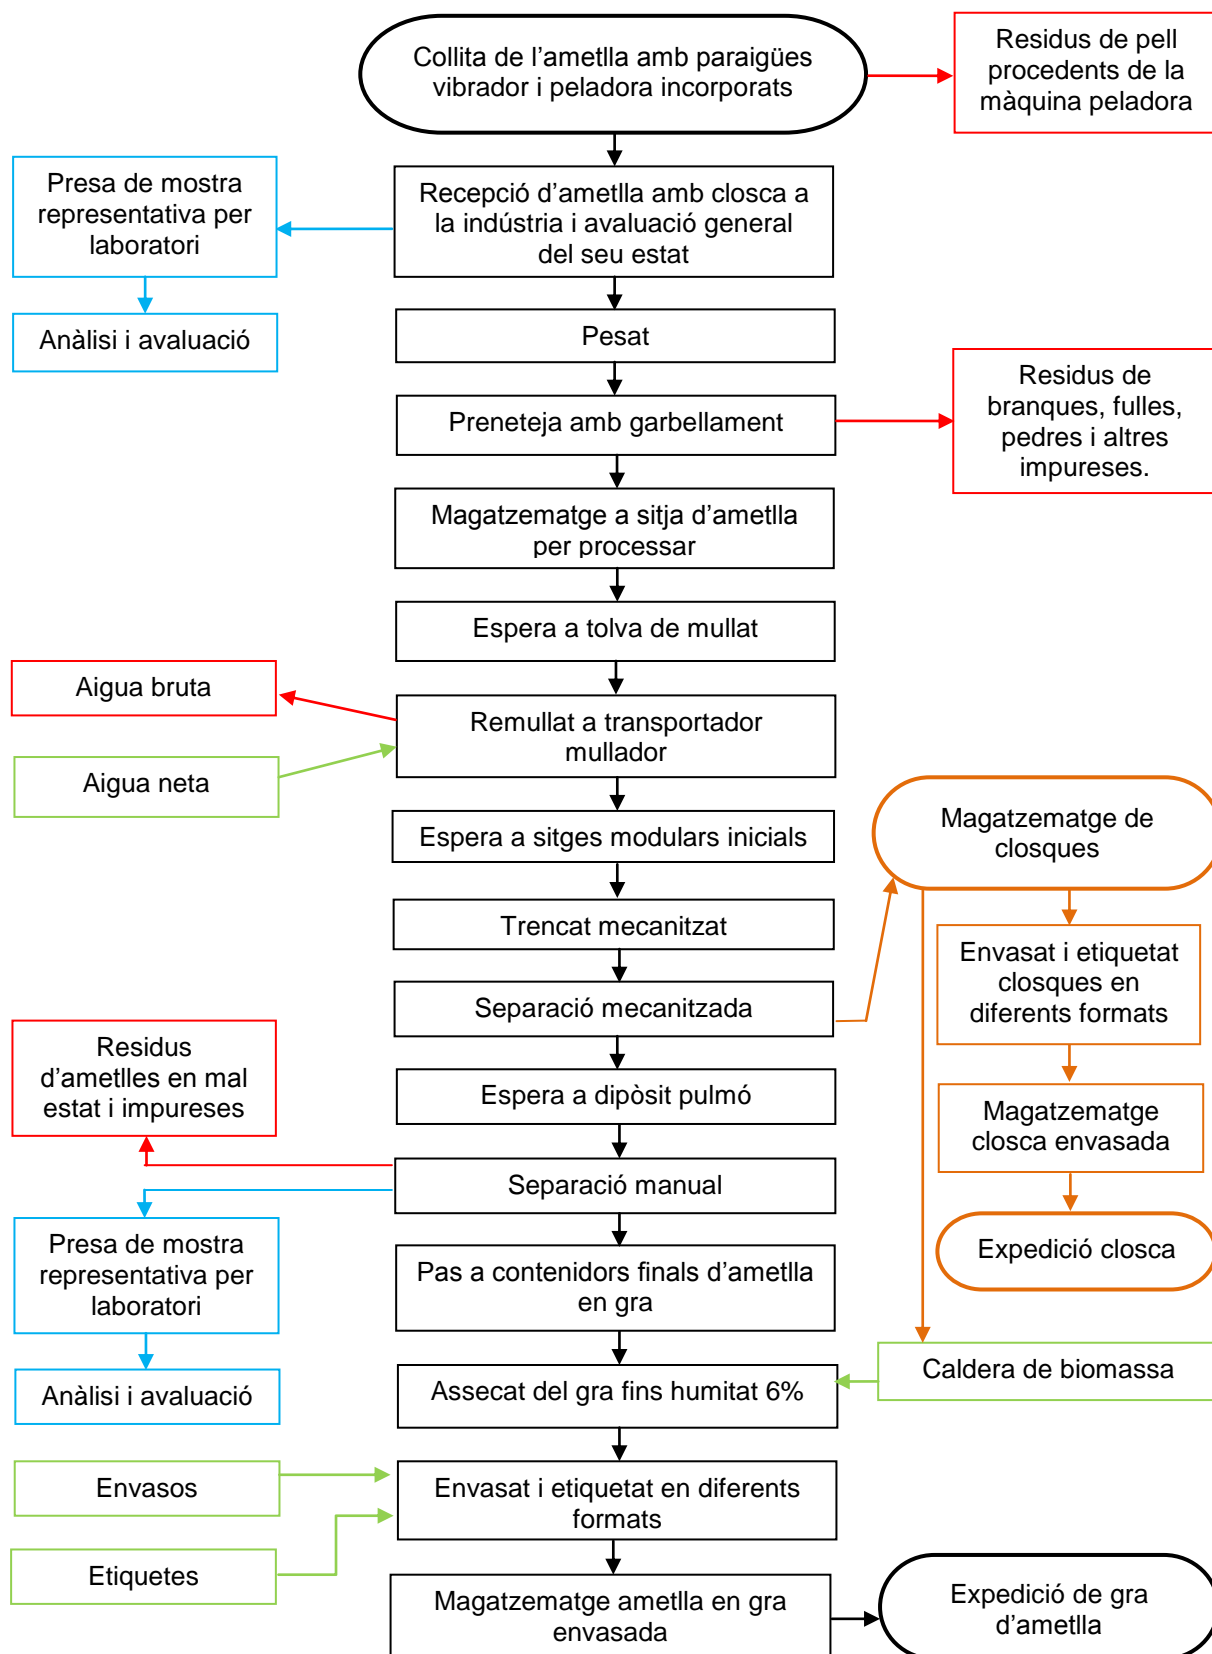 Collita de l’ametlla amb paraigües
vibrador i peladora incorporats
Residus de pell
procedents de la
màquina peladora
Presa de mostra
representativa per
laboratori
Recepció d’ametlla amb closca a
la indústria i avaluació general
del seu estat
Anàlisi i avaluació
Pesat
Preneteja amb garbellament
Residus de
branques, fulles,
pedres i altres
impureses.
Magatzematge a sitja d’ametlla
per processar
Espera a tolva de mullat
Aigua bruta
Remullat a transportador
mullador
Aigua neta
Espera a sitges modulars inicials
Magatzematge de
closques
Trencat mecanitzat
Envasat i etiquetat
closques en
diferents formats
Separació mecanitzada
Residus
d’ametlles en mal
estat i impureses
Espera a dipòsit pulmó
Magatzematge
closca envasada
Separació manual
Presa de mostra
representativa per
laboratori
Expedició closca
Pas a contenidors finals d’ametlla
en gra
Anàlisi i avaluació
Assecat del gra fins humitat 6%
Caldera de biomassa
Envasos
Envasat i etiquetat en diferents
formats
Etiquetes
Magatzematge ametlla en gra
envasada
Expedició de gra
d’ametlla